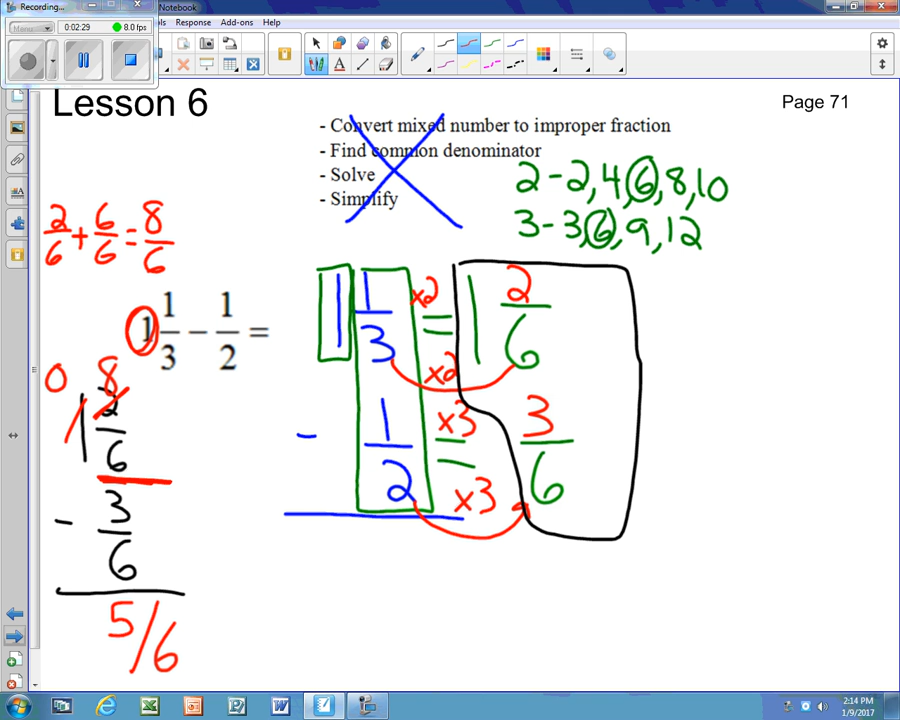 Recording...
Notebook
Menu
00:02:29
8.0 fps
ols Response Add-ons Help
Lesson 6
Page 71
- Convert mixed number to improper fraction
- Find common denominator
- Solve
- Simplify
2 - 2, 4, 6, 8, 10
3 - 3, 6, 9, 12
2/6 + 6/6 = 8/6
1 1/3 - 1/2 =
0 8
1 2/6
- 3/6
5/6
1 1/3 = 1 2/6
x2
x2
- 1/2 = 3/6
x3
x3
2:14 PM
1/9/2017